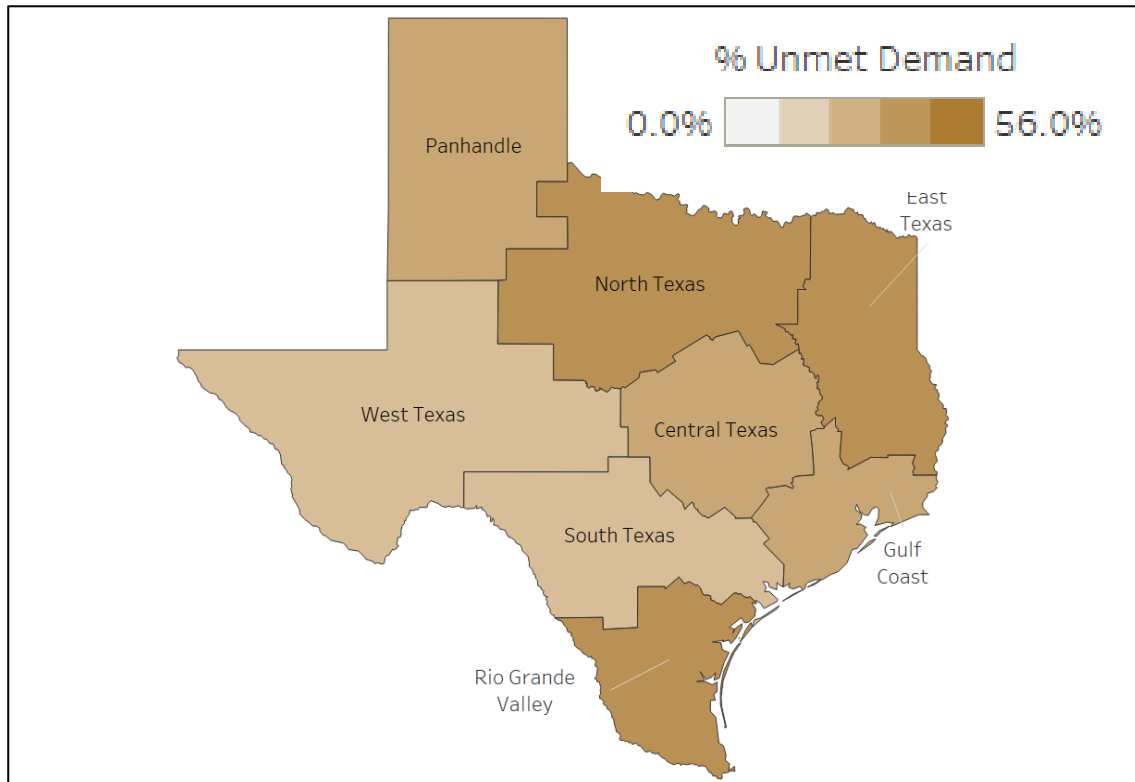 % Unmet Demand
0.0% 56.0%
Panhandle
East
Texas
North Texas
West Texas
Central Texas
South Texas
Gulf
Coast
Rio Grande
Valley